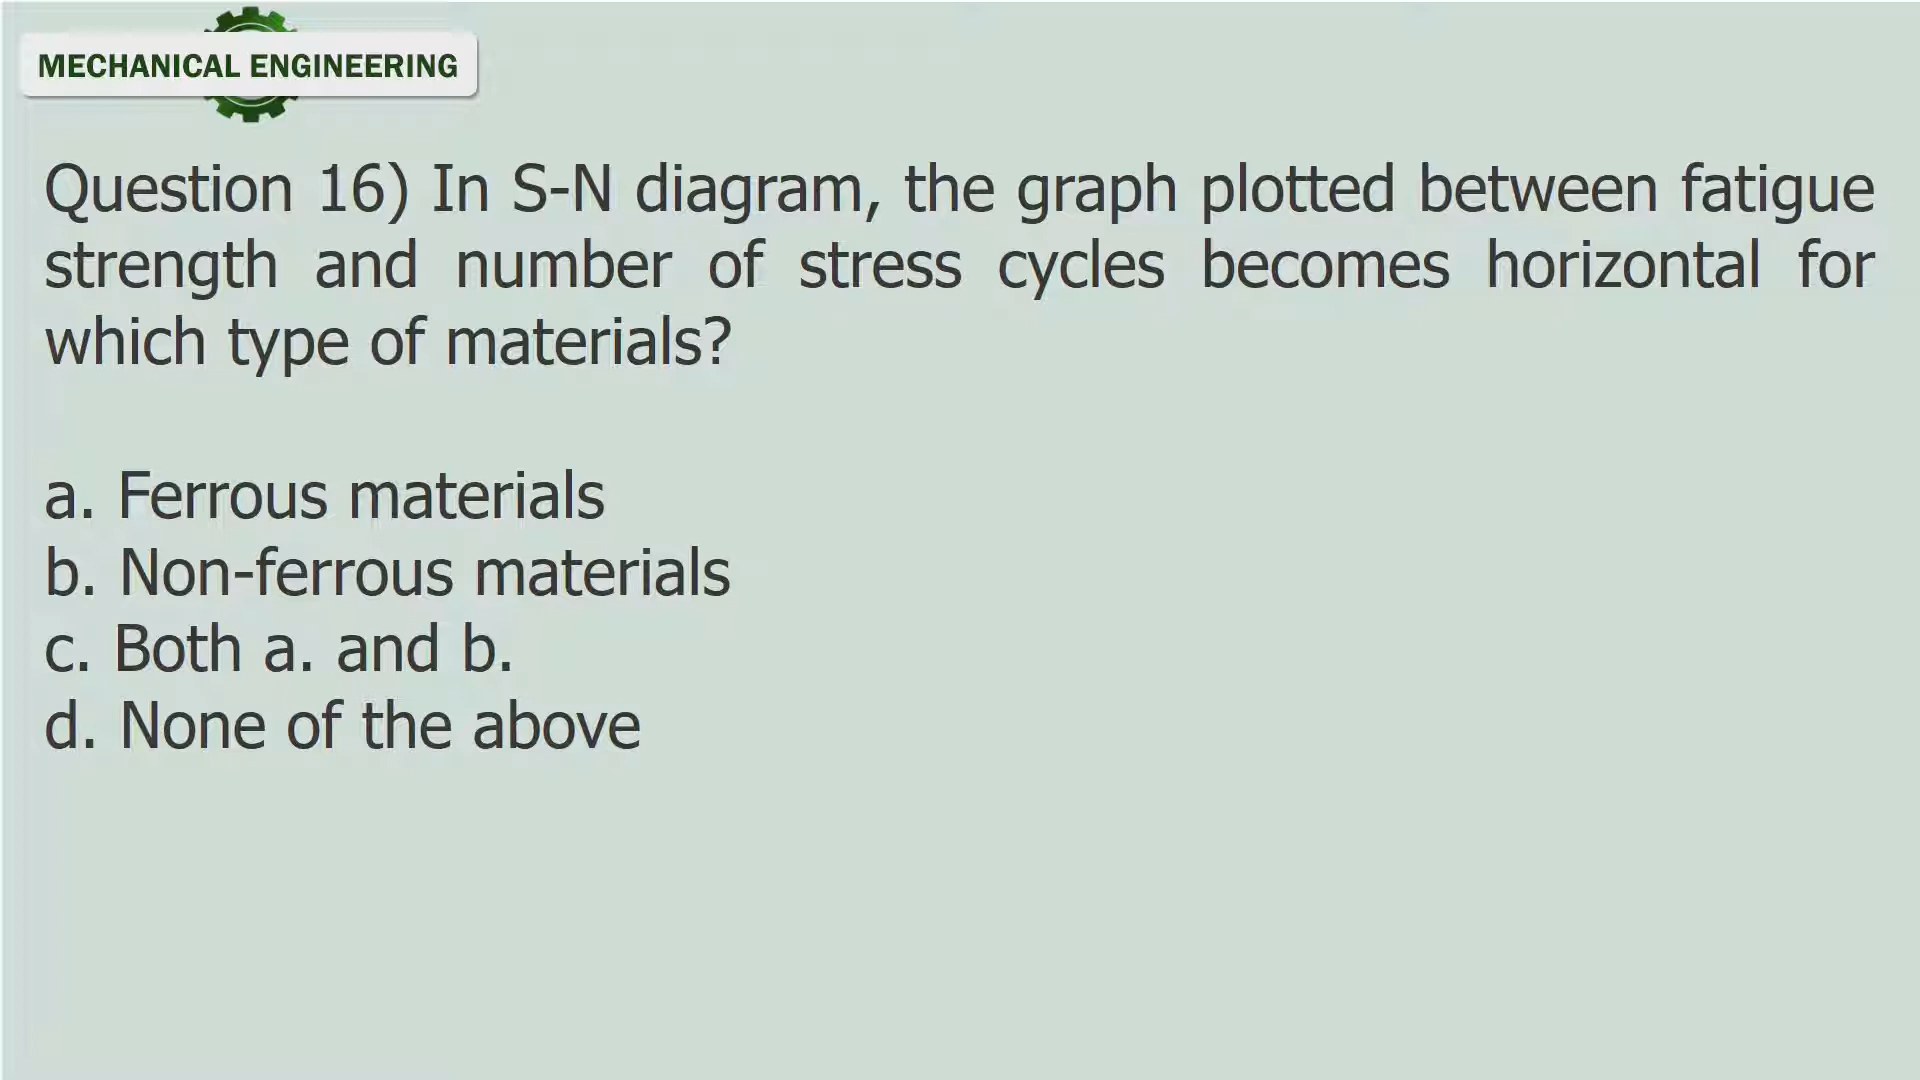 MECHANICAL ENGINEERING
Question 16) In S-N diagram, the graph plotted between fatigue
strength and number of stress cycles becomes horizontal for
which type of materials?
a. Ferrous materials
b. Non-ferrous materials
c. Both a. and b.
d. None of the above